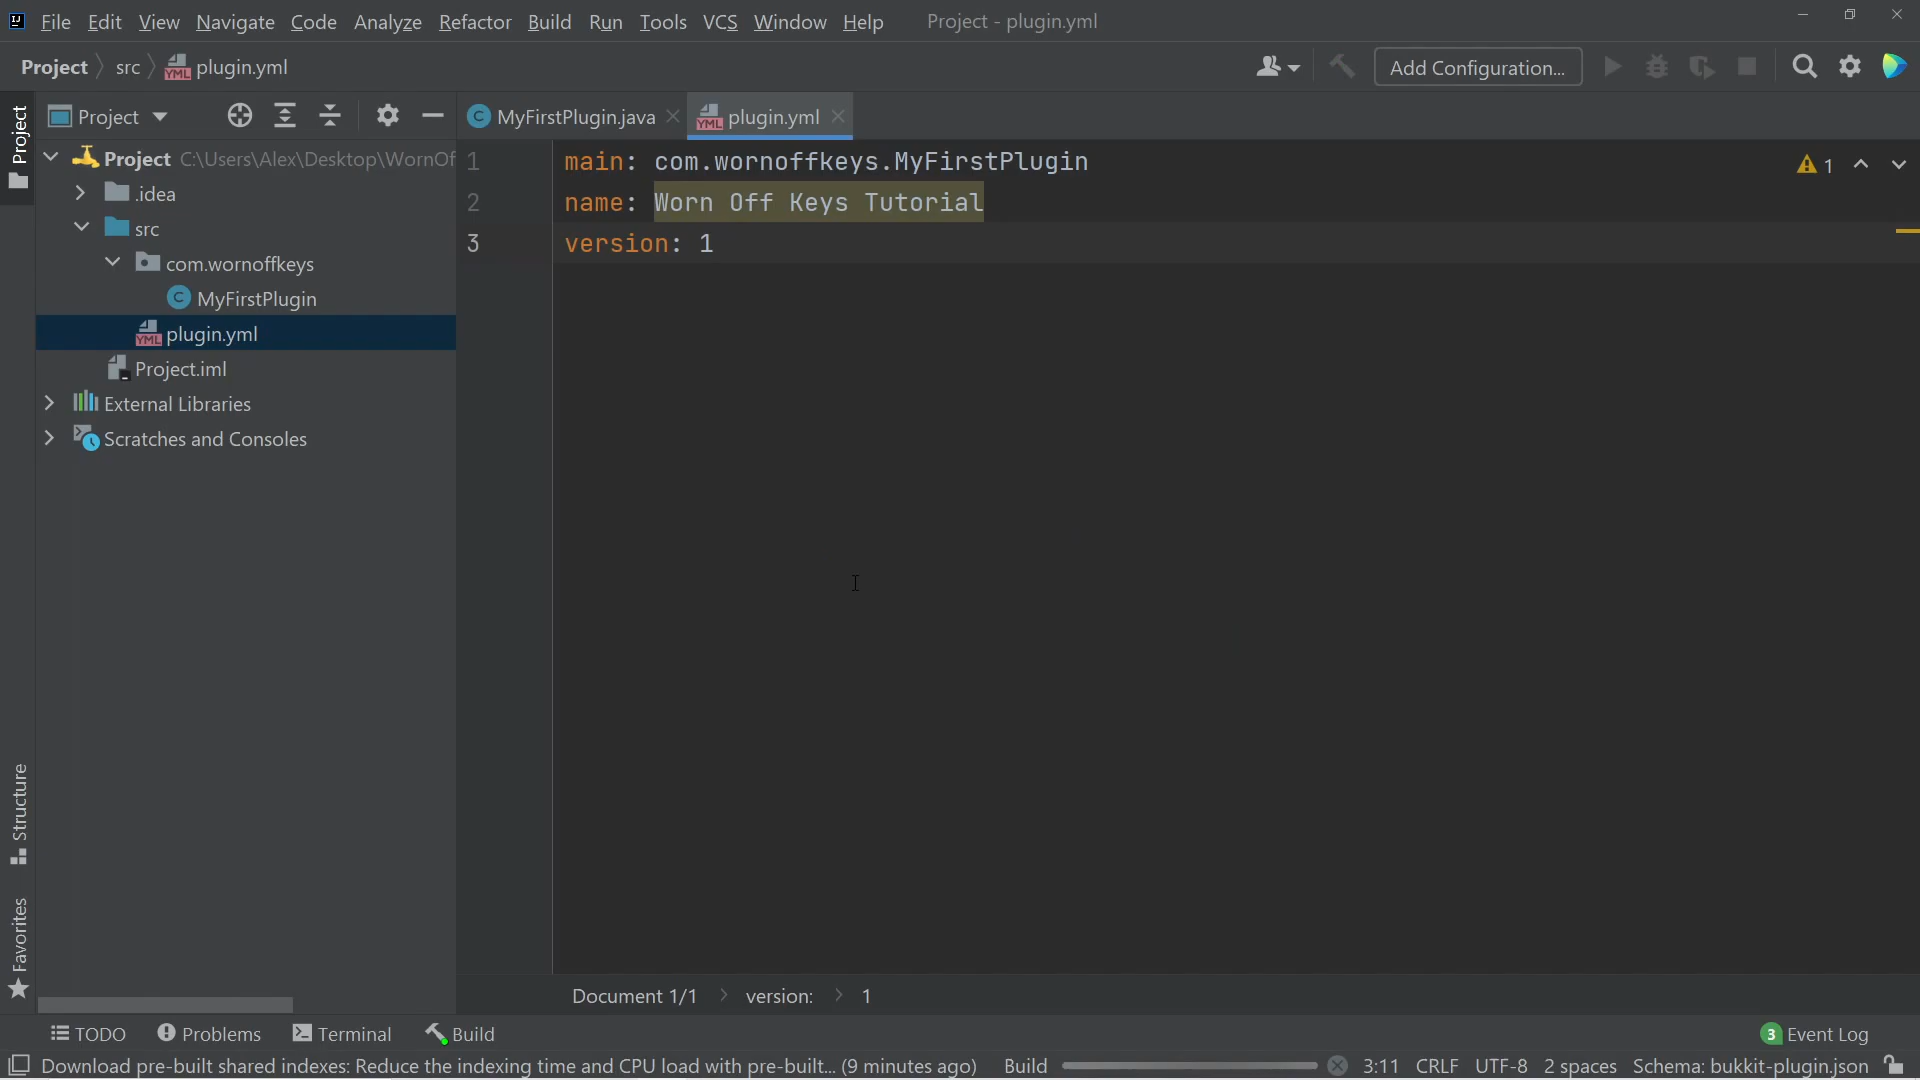 File Edit View Navigate Code Analyze Refactor Build Run Tools VCS Window Help Project - plugin.yml
Project src plugin.yml Add Configuration...
Project MyFirstPlugin.java plugin.yml
Project
Project C:\Users\Alex\Desktop\WornOf
.idea
src
com.wornoffkeys
MyFirstPlugin
plugin.yml
Project.iml
External Libraries
Scratches and Consoles
1 main: com.wornoffkeys.MyFirstPlugin
2 name: Worn Off Keys Tutorial
3 version: 1
1
Structure
Favorites
Document 1/1 version: 1
TODO Problems Terminal Build 3 Event Log
Download pre-built shared indexes: Reduce the indexing time and CPU load with pre-built... (9 minutes ago) Build 3:11 CRLF UTF-8 2 spaces Schema: bukkit-plugin.json